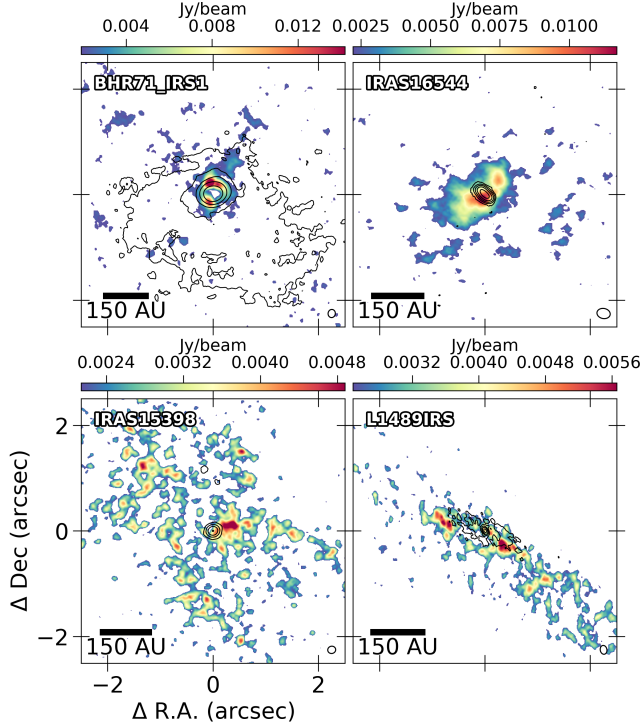 Jy/beam Jy/beam
0.004 0.008 0.012 0.0025 0.0050 0.0075 0.0100
BHR71_IRS1 IRAS16544
150 AU 150 AU
Jy/beam Jy/beam
0.0024 0.0032 0.0040 0.0048 0.0032 0.0040 0.0048 0.0056
IRAS15398 L1489IRS
2
0
−2
Δ Dec (arcsec)
150 AU 150 AU
−2 0 2
Δ R.A. (arcsec)